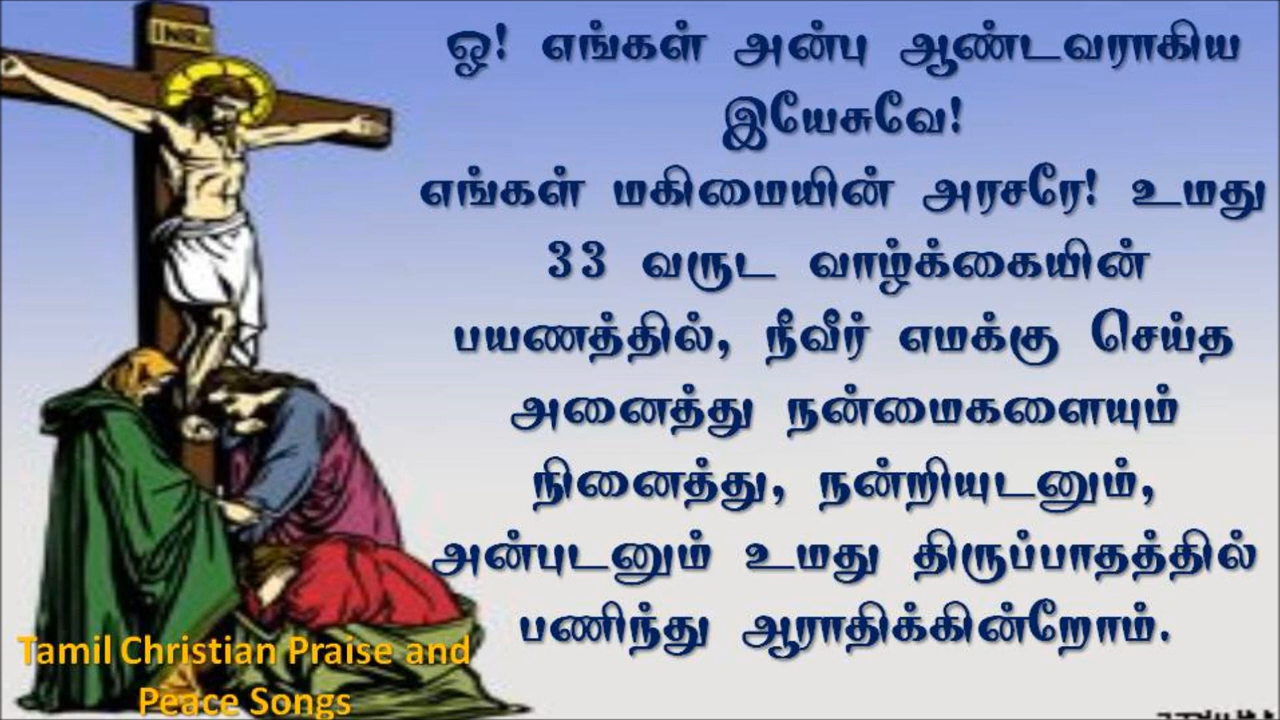 INRI
ஓ! எங்கள் அன்பு ஆண்டவராகிய
இயேசுவே!
எங்கள் மகிமையின் அரசரே! உமது
33 வருட வாழ்க்கையின்
பயணத்தில், நீவீர் எமக்கு செய்த
அனைத்து நன்மைகளையும்
நினைத்து, நன்றியுடனும்,
அன்புடனும் உமது திருப்பாதத்தில்
பணிந்து ஆராதிக்கின்றோம்.
Tamil Christian Praise and
Peace Songs